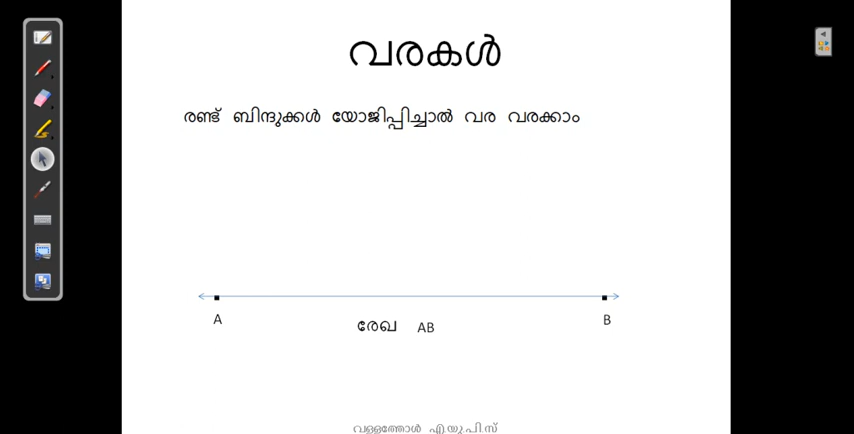 വരകൾ
രണ്ട് ബിന്ദുക്കൾ യോജിപ്പിച്ചാൽ വര വരക്കാം
A B
രേഖ AB
വള്ളത്തോൾ എ.യു.പി.സ്